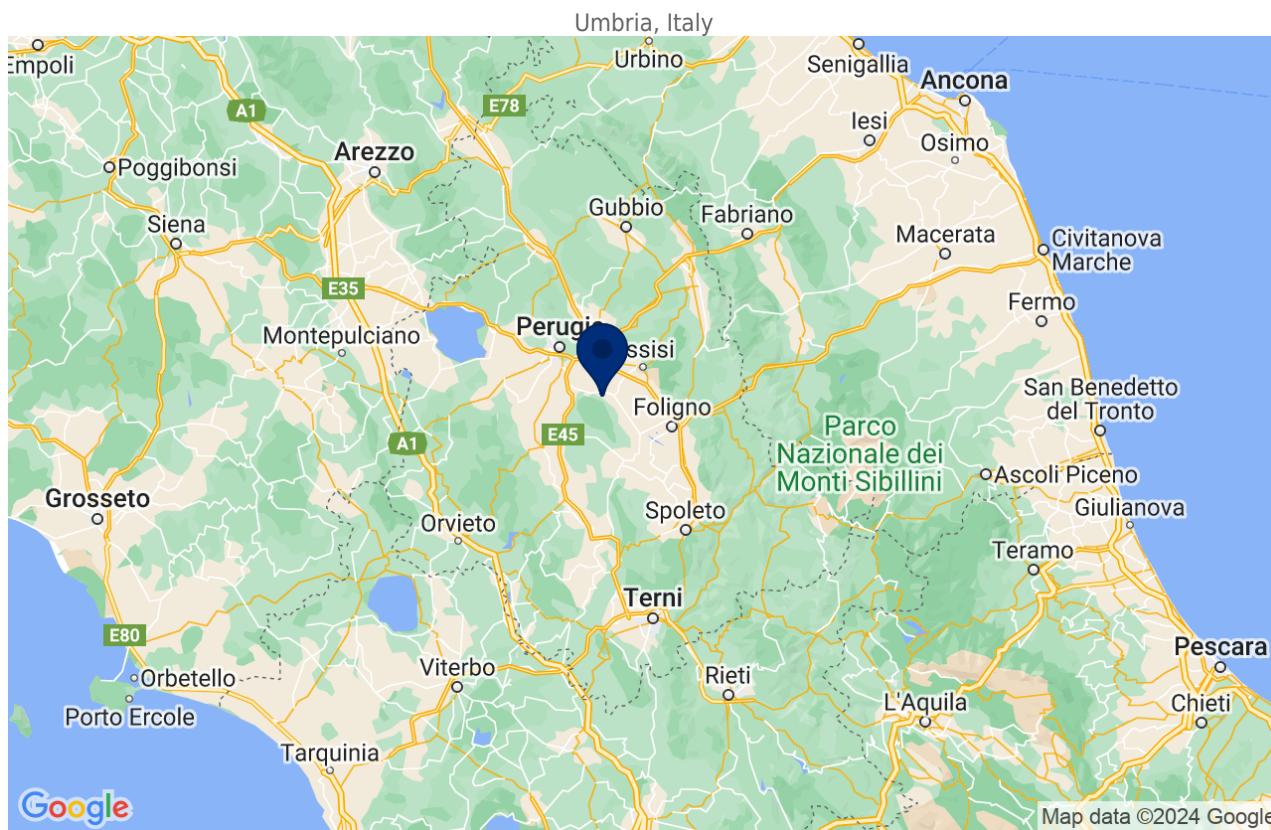 Umbria, Italy
Empoli
Urbino
Senigallia
Ancona
A1
E78
Iesi
Osimo
Arezzo
Poggibonsi
Gubbio
Fabriano
Siena
Macerata
Civitanova
Marche
E35
Fermo
Montepulciano
Perugia
ssisi
San Benedetto
del Tronto
Foligno
A1
E45
Parco
Nazionale dei
Monti Sibillini
Ascoli Piceno
Grosseto
Orvieto
Spoleto
Giulianova
Teramo
Terni
E80
Pescara
Viterbo
Rieti
Orbetello
L'Aquila
Chieti
Porto Ercole
Tarquinia
Google
Map data ©2024 Google